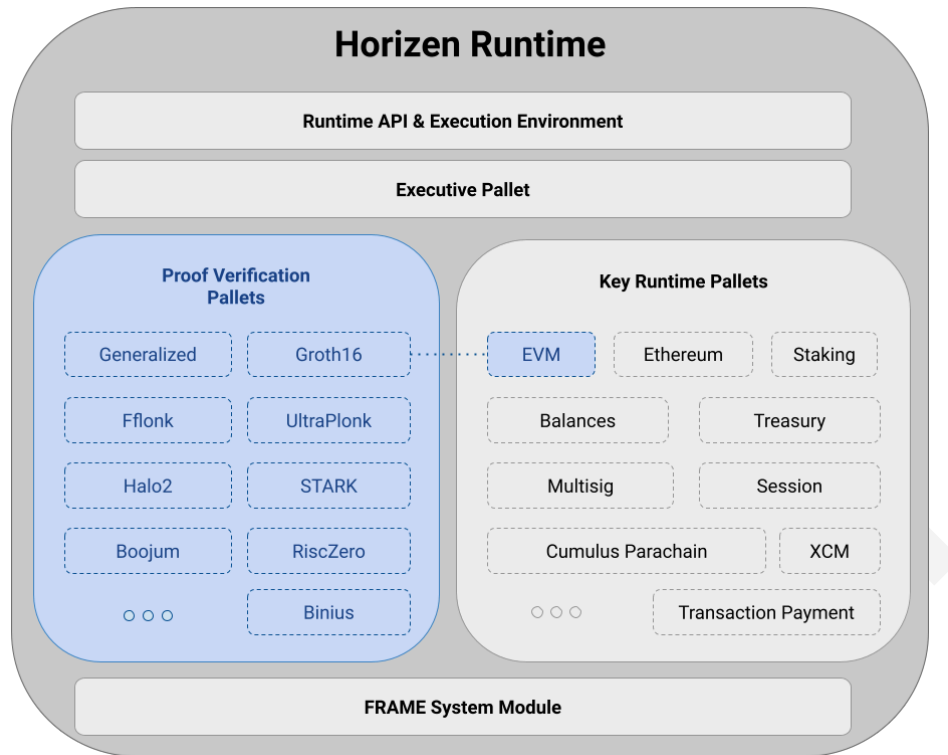 Horizen Runtime
Runtime API & Execution Environment
Executive Pallet
Proof Verification
Pallets
Generalized
Groth16
Fflonk
UltraPlonk
Halo2
STARK
Boojum
RiscZero
Binius
Key Runtime Pallets
EVM
Ethereum
Staking
Balances
Treasury
Multisig
Session
Cumulus Parachain
XCM
Transaction Payment
FRAME System Module